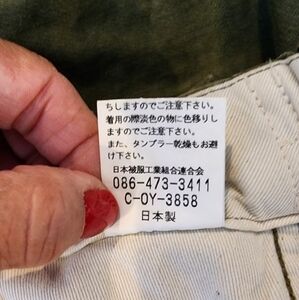 ちしますのでご注意下さい。
着用の際淡色の物に色移りし
ますのでご注意下さい。
また、タンブラー乾燥もお避
け下さい。
日本被服工業組合連合会
086-473-3411
C-OY-3858
日本製